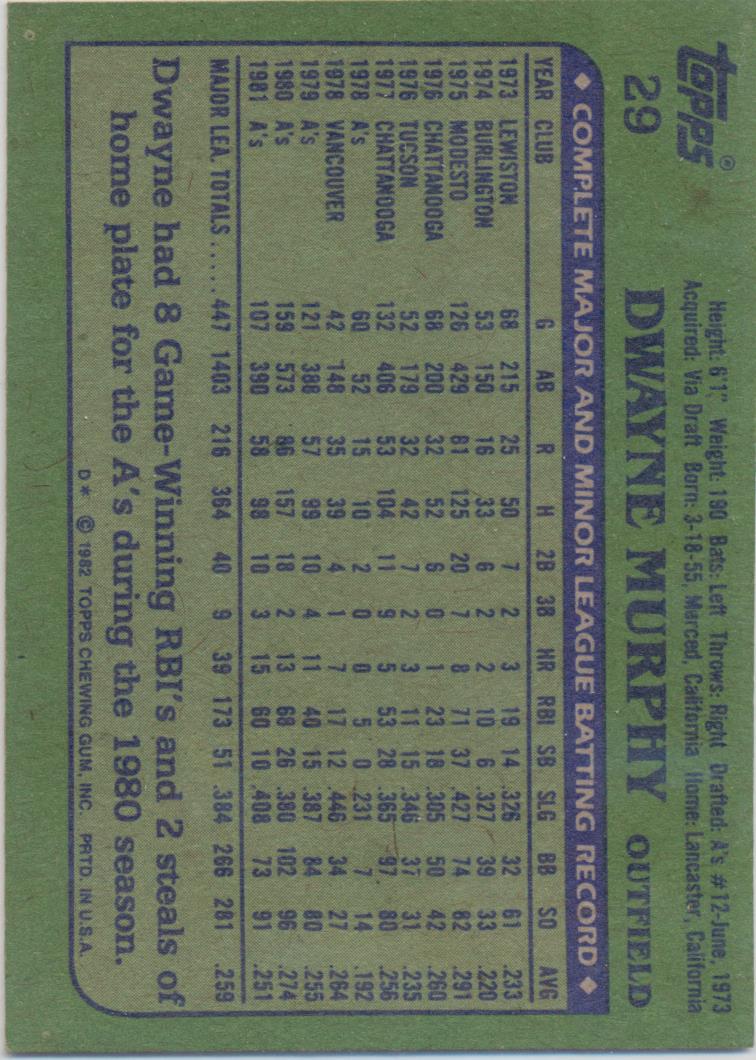 Topps®
29
Height: 6'1" Weight: 190 Bats: Left Throws: Right Drafted: A's #12-June, 1973
Acquired: Via Draft Born: 3-18-55, Merced, California Home: Lancaster, California
DWAYNE MURPHY OUTFIELD
◆ COMPLETE MAJOR AND MINOR LEAGUE BATTING RECORD ◆
YEAR CLUB G AB R H 2B 3B HR RBI SB SLG BB SO AVG
1973 LEWISTON 68 215 25 50 7 2 3 19 14 .326 32 61 .233
1974 BURLINGTON 53 150 16 33 6 2 2 10 6 .327 39 33 .220
1975 MODESTO 126 429 81 125 20 7 8 71 37 .427 74 82 .291
1976 CHATTANOOGA 68 200 32 52 6 0 1 23 18 .305 50 42 .260
1976 TUCSON 52 179 32 42 7 2 3 11 15 .346 37 31 .235
1977 CHATTANOOGA 132 406 53 104 11 9 5 53 28 .365 97 80 .256
1978 A's 60 52 15 10 2 0 0 5 0 .231 7 14 .192
1978 VANCOUVER 42 148 35 39 4 1 7 17 12 .446 34 27 .264
1979 A's 121 388 57 99 10 4 11 40 15 .387 84 80 .255
1980 A's 159 573 86 157 18 2 13 68 26 .380 102 96 .274
1981 A's 107 390 58 98 10 3 15 60 10 .408 73 91 .251
MAJOR LEA. TOTALS ..... 447 1403 216 364 40 9 39 173 51 .384 266 281 .259
Dwayne had 8 Game-Winning RBI's and 2 steals of
home plate for the A's during the 1980 season.
D* © 1982 TOPPS CHEWING GUM, INC. PRTD. IN U.S.A.